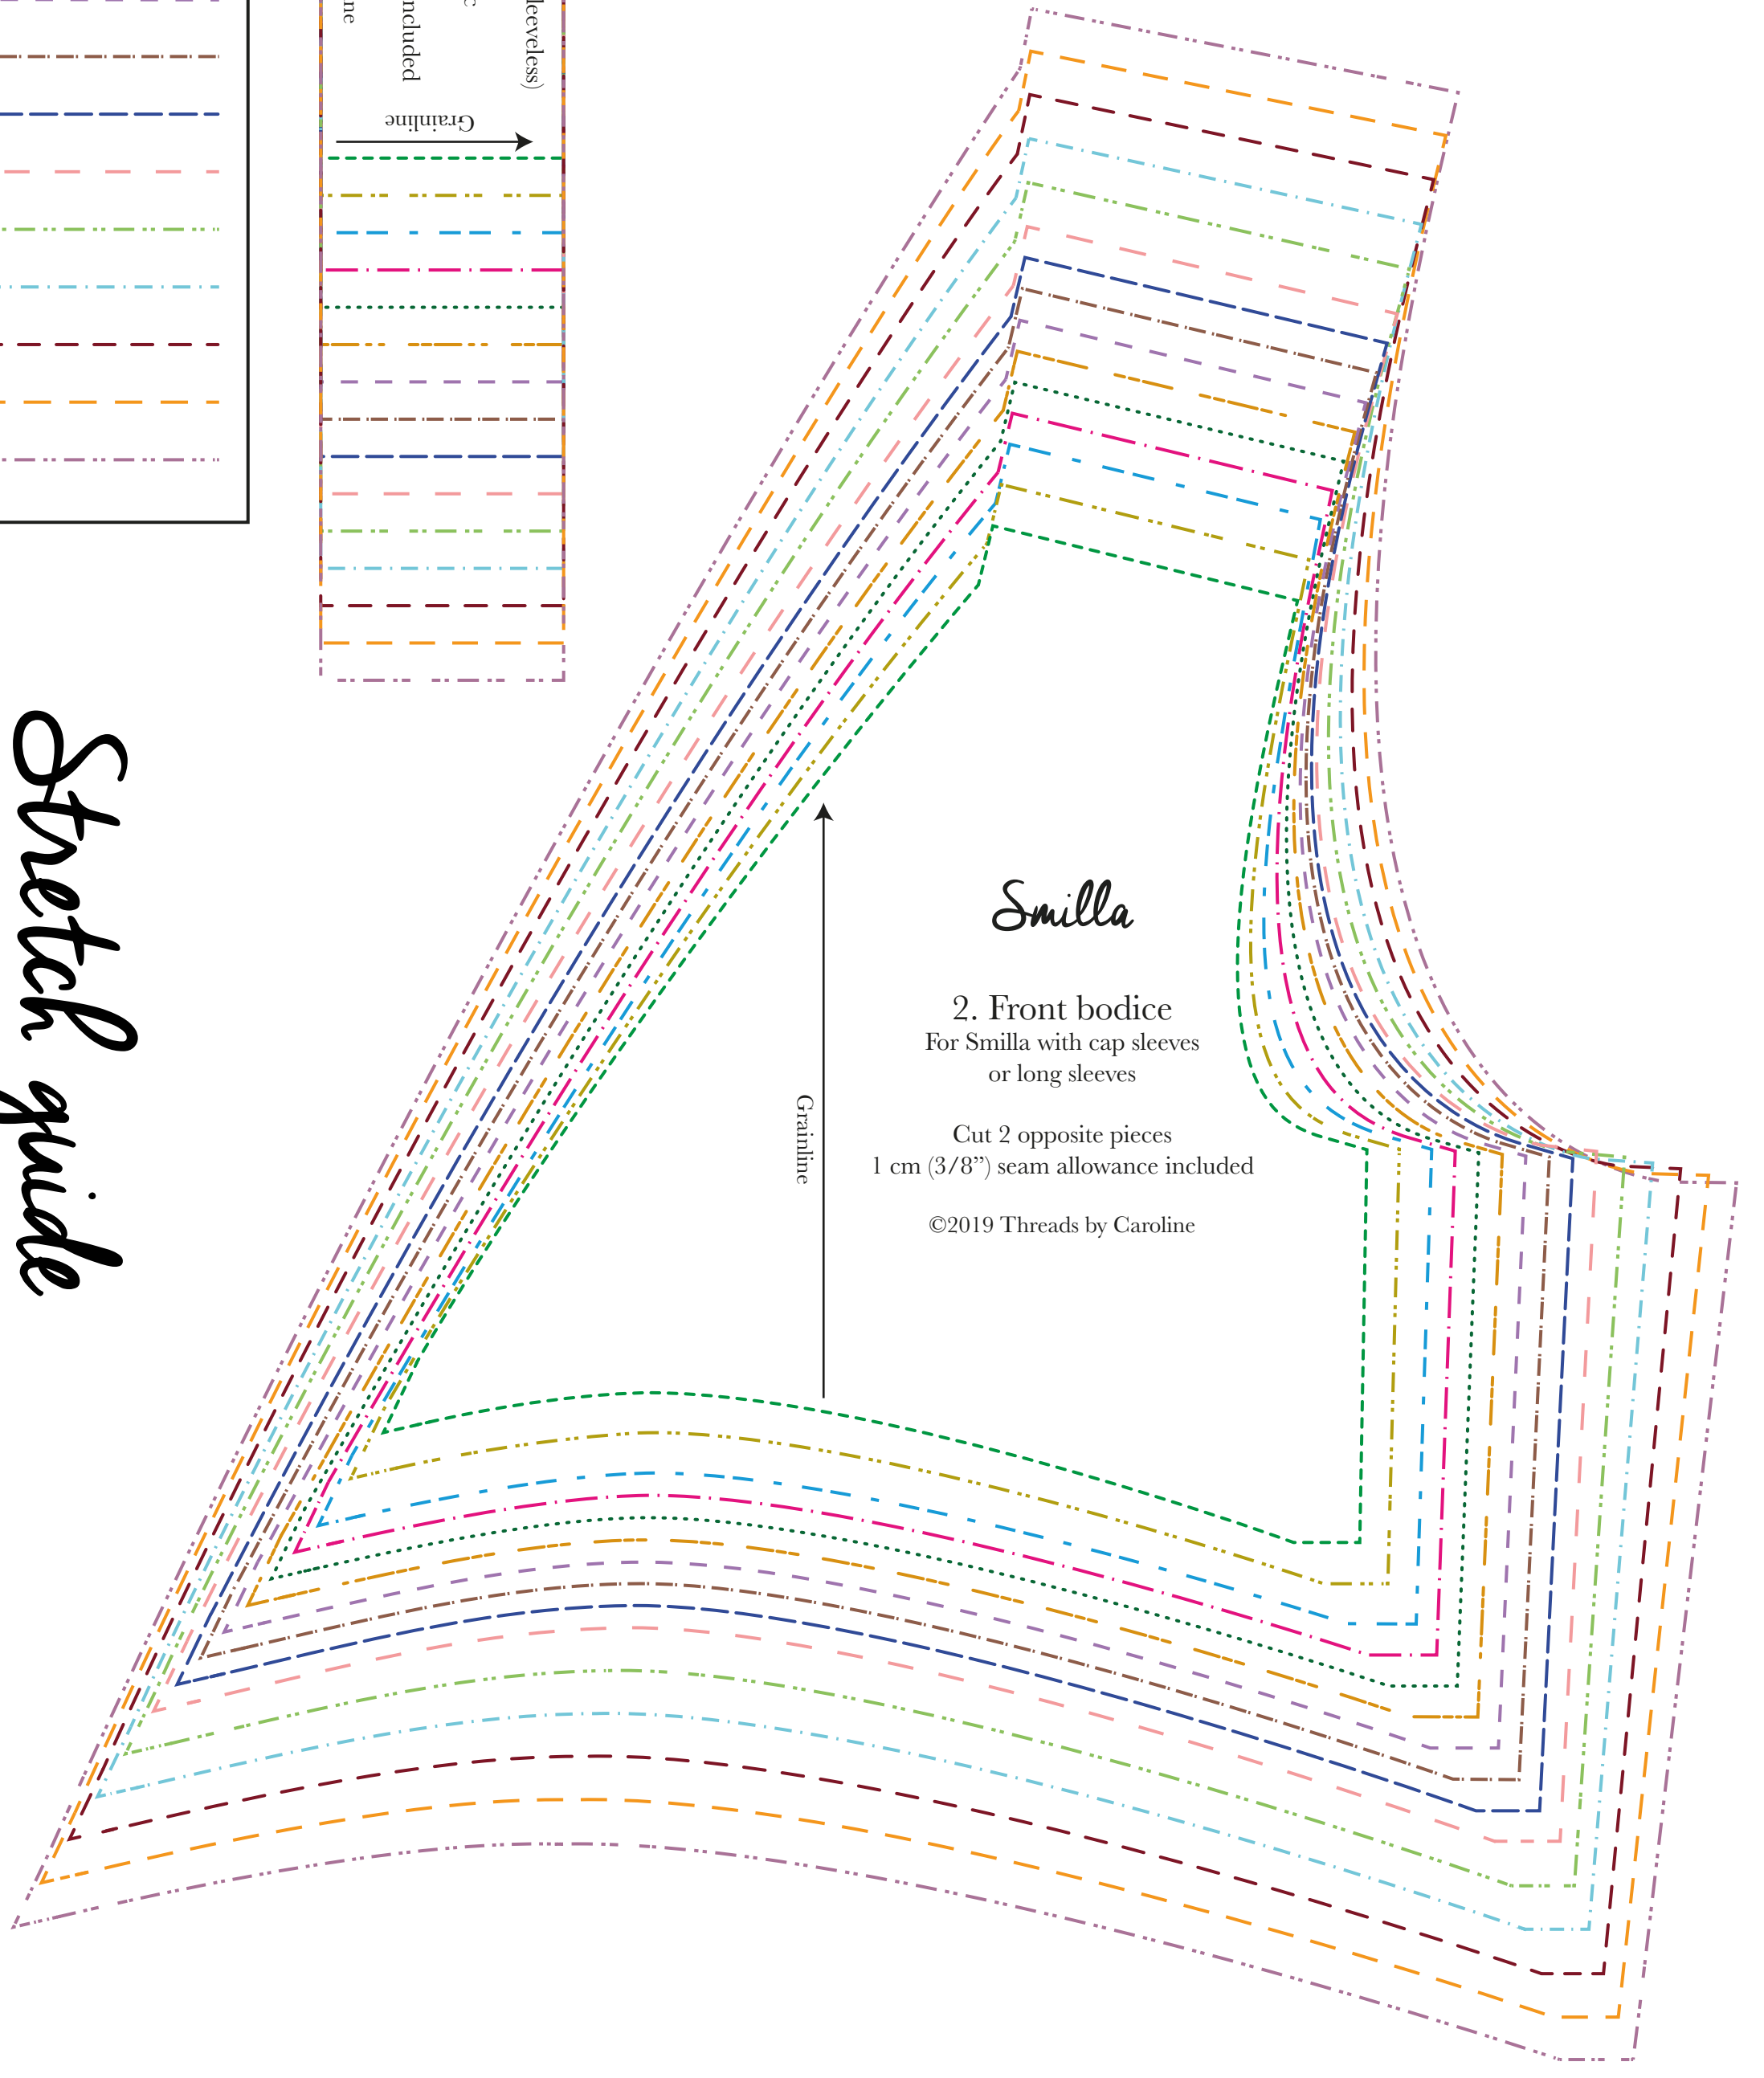 leeveless)
ncluded
ne
Grainline
Stretch guide
Smilla
2. Front bodice
For Smilla with cap sleeves
or long sleeves
Cut 2 opposite pieces
1 cm (3/8”) seam allowance included
©2019 Threads by Caroline
Grainline